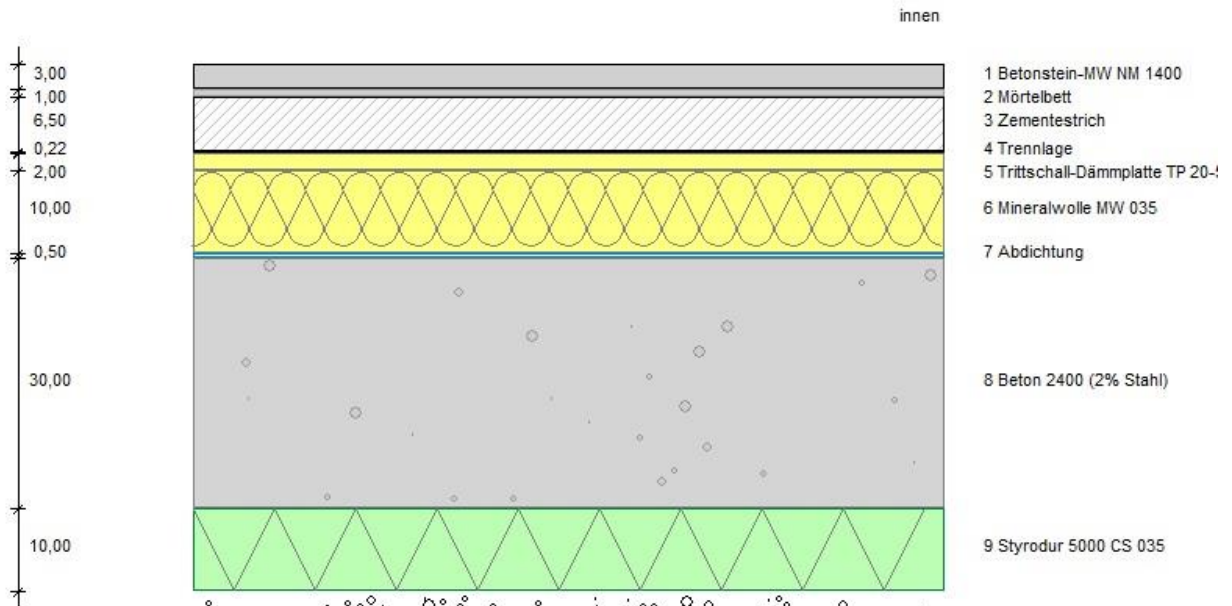 innen
3,00
1 Betonstein-MW NM 1400
1,00
2 Mörtelbett
6,50
3 Zementestrich
0,22
4 Trennlage
2,00
5 Trittschall-Dämmplatte TP
10,00
6 Mineralwolle MW 035
0,50
7 Abdichtung
30,00
8 Beton 2400 (2% Stahl)
10,00
9 Styrodur 5000 CS 035